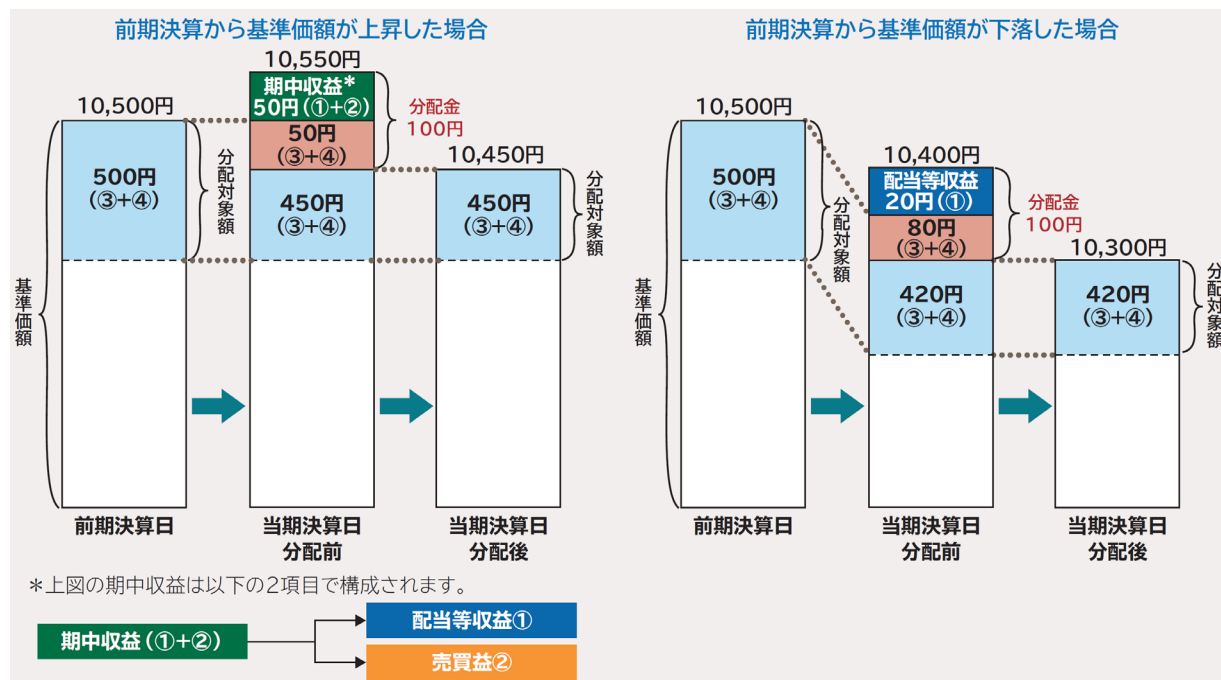 前期決算から基準価額が上昇した場合
10,500円
10,550円
期中収益*
50円(①+②)
分配金
100円
50円
(③+④)
10,450円
500円
(③+④)
分配対象額
450円
(③+④)
450円
(③+④)
分配対象額
基準価額
前期決算日
当期決算日
分配前
当期決算日
分配後
前期決算から基準価額が下落した場合
10,500円
10,400円
配当等収益
20円(①)
分配金
100円
80円
(③+④)
10,300円
500円
(③+④)
分配対象額
420円
(③+④)
420円
(③+④)
分配対象額
基準価額
前期決算日
当期決算日
分配前
当期決算日
分配後
*上図の期中収益は以下の2項目で構成されます。
期中収益(①+②)
配当等収益①
売買益②